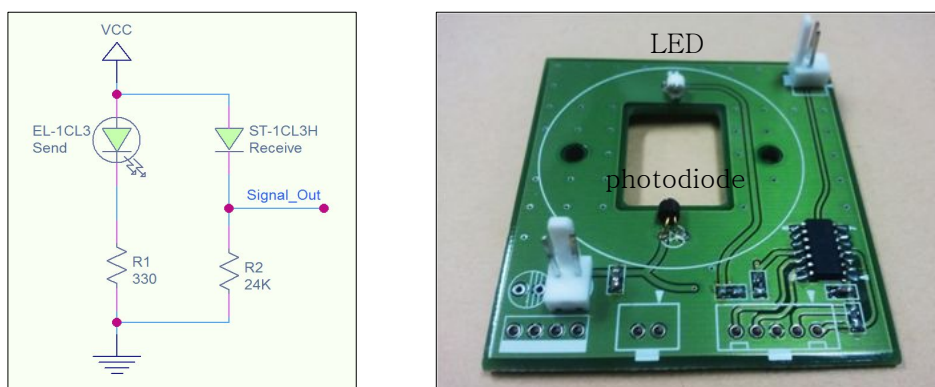 VCC
EL-1CL3
Send
ST-1CL3H
Receive
Signal_Out
R1
330
R2
24K
LED
photodiode